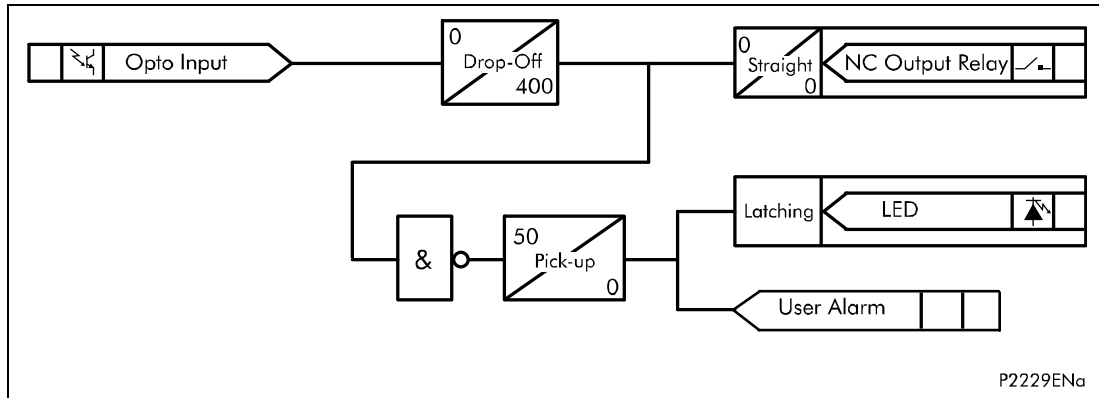 Opto Input
0
Drop-Off
400
0
Straight
0
NC Output Relay
&
50
Pick-up
0
Latching
LED
User Alarm
P2229ENa